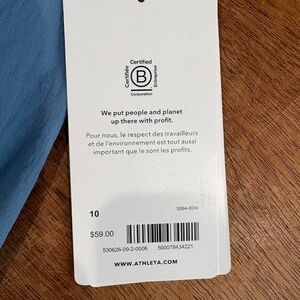 Certified
Certifiée
B
Entreprise
Corporation
We put people and planet
up there with profit.
Pour nous, le respect des travailleurs
et de l'environnement est tout aussi
important que le sont les profits.
10
$59.00
530626-09-2-0006
500078434221
WWW.ATHLETA.COM